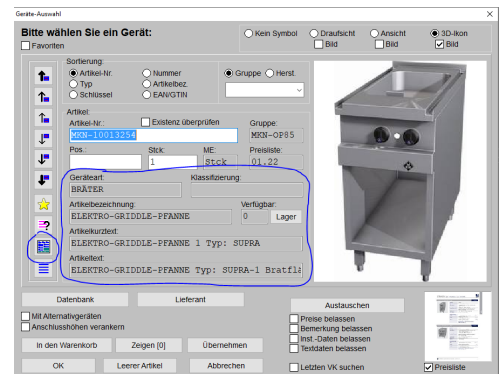 Geräte-Auswahl
Bitte wählen Sie ein Gerät:
Favoriten
Kein Symbol
Draufsicht
Ansicht
3D-Ikon
Bild
Bild
Bild
Sortierung:
Artikel-Nr.
Nummer
Gruppe
Herst.
Typ
Artikelbez.
Schlüssel
EAN/GTIN
Artikel:
Artikel-Nr.:
Existenz überprüfen
Gruppe:
MKN-10013254
MKN-OP85
Pos.:
Stck:
ME:
Preisliste:
1
Stck
01.22
Geräteart:
Klassifizierung:
BRÄTER
Artikelbezeichnung:
Verfügbar:
ELEKTRO-GRIDDLE-PFANNE
0
Lager
Artikelkurztext:
ELEKTRO-GRIDDLE-PFANNE 1 Typ: SUPRA
Artikeltext:
ELEKTRO-GRIDDLE-PFANNE Typ: SUPRA-1 Bratflä
Datenbank
Lieferant
Austauschen
Mit Alternativgeräten
Anschlusshöhen verankern
Preise belassen
Bemerkung belassen
Inst.-Daten belassen
Textdaten belassen
In den Warenkorb
Zeigen [0]
Übernehmen
OK
Leerer Artikel
Abbrechen
Letzten VK suchen
Preisliste